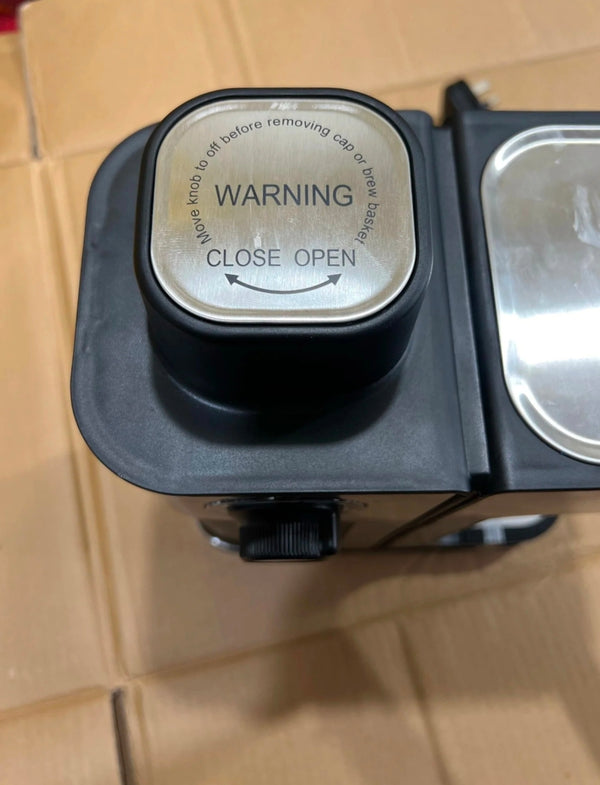 Move knob to off before removing cap or brew basket
WARNING
CLOSE OPEN